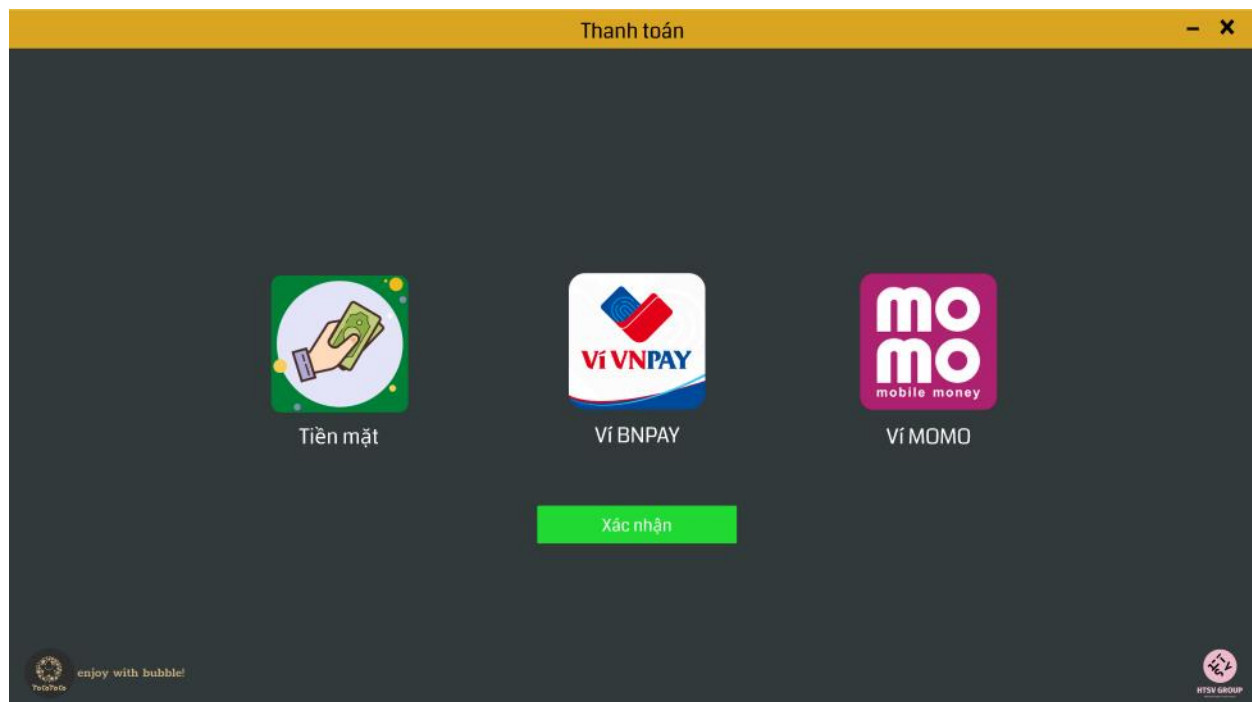 Thanh toán
Ví VNPAY
mo
mo
mobile money
Tiền mặt
Ví BNPAY
Ví MOMO
Xác nhận
enjoy with bubble!
ToCoToCo
HTSV GROUP